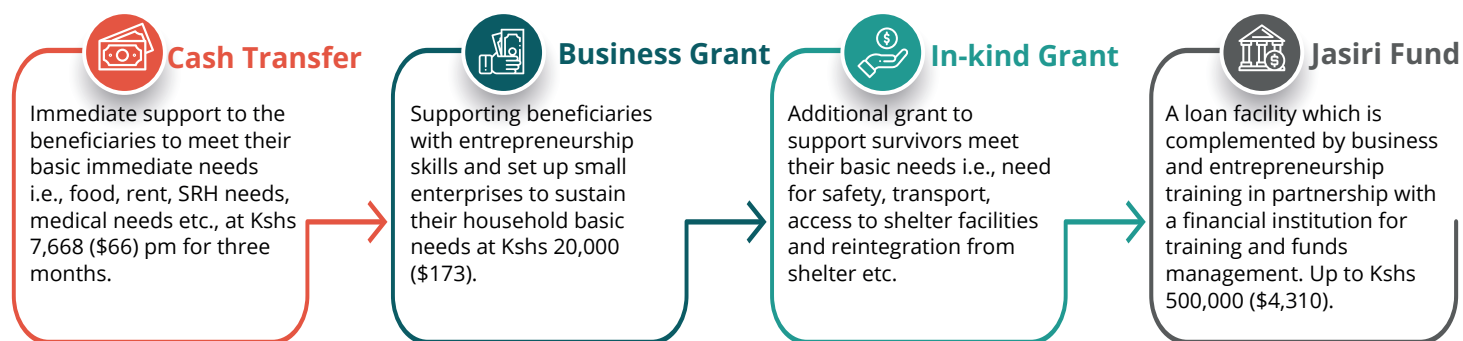 Cash Transfer
Immediate support to the
beneficiaries to meet their
basic immediate needs
i.e., food, rent, SRH needs,
medical needs etc., at Kshs
7,668 ($66) pm for three
months.
Business Grant
Supporting beneficiaries
with entrepreneurship
skills and set up small
enterprises to sustain
their household basic
needs at Kshs 20,000
($173).
In-kind Grant
Additional grant to
support survivors meet
their basic needs i.e., need
for safety, transport,
access to shelter facilities
and reintegration from
shelter etc.
Jasiri Fund
A loan facility which is
complemented by business
and entrepreneurship
training in partnership with
a financial institution for
training and funds
management. Up to Kshs
500,000 ($4,310).